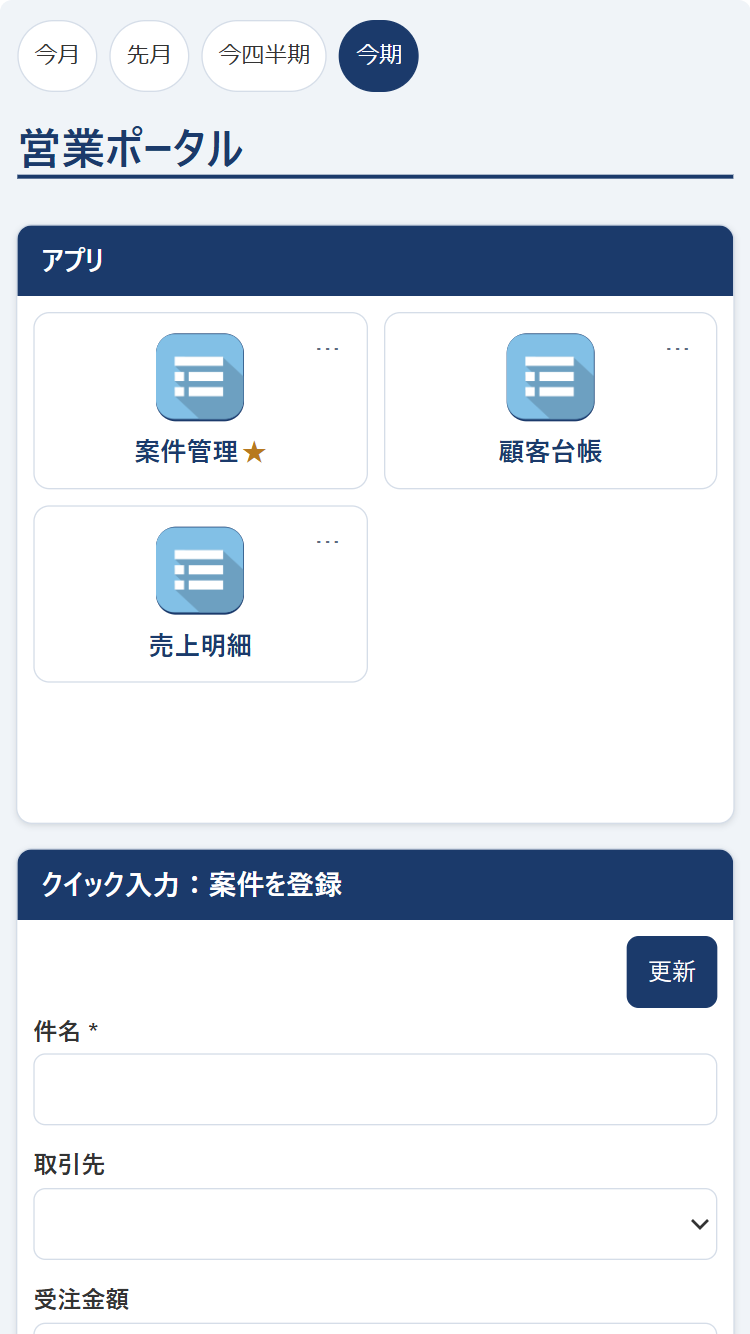 今月 先月 今四半期 今期
営業ポータル
アプリ
... ...
案件管理★ 顧客台帳
...
売上明細
クイック入力：案件を登録
更新
件名 *
取引先
受注金額